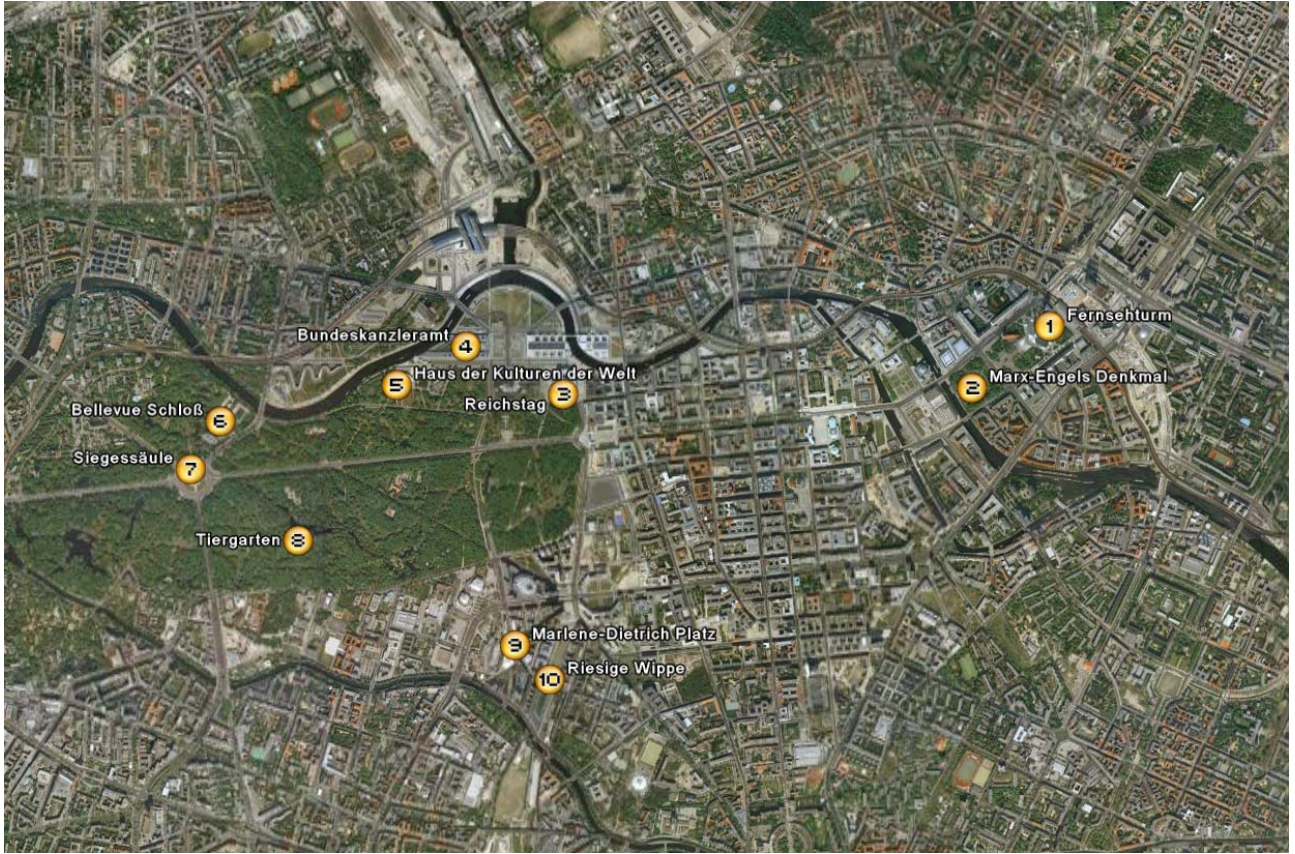 1 Fernsehturm
Bundeskanzleramt 4
5 Haus der Kulturen der Welt
2 Marx-Engels Denkmal
Reichstag 3
Bellevue Schloß 6
Siegessäule 7
Tiergarten 8
9 Marlene-Dietrich Platz
10 Riesige Wippe